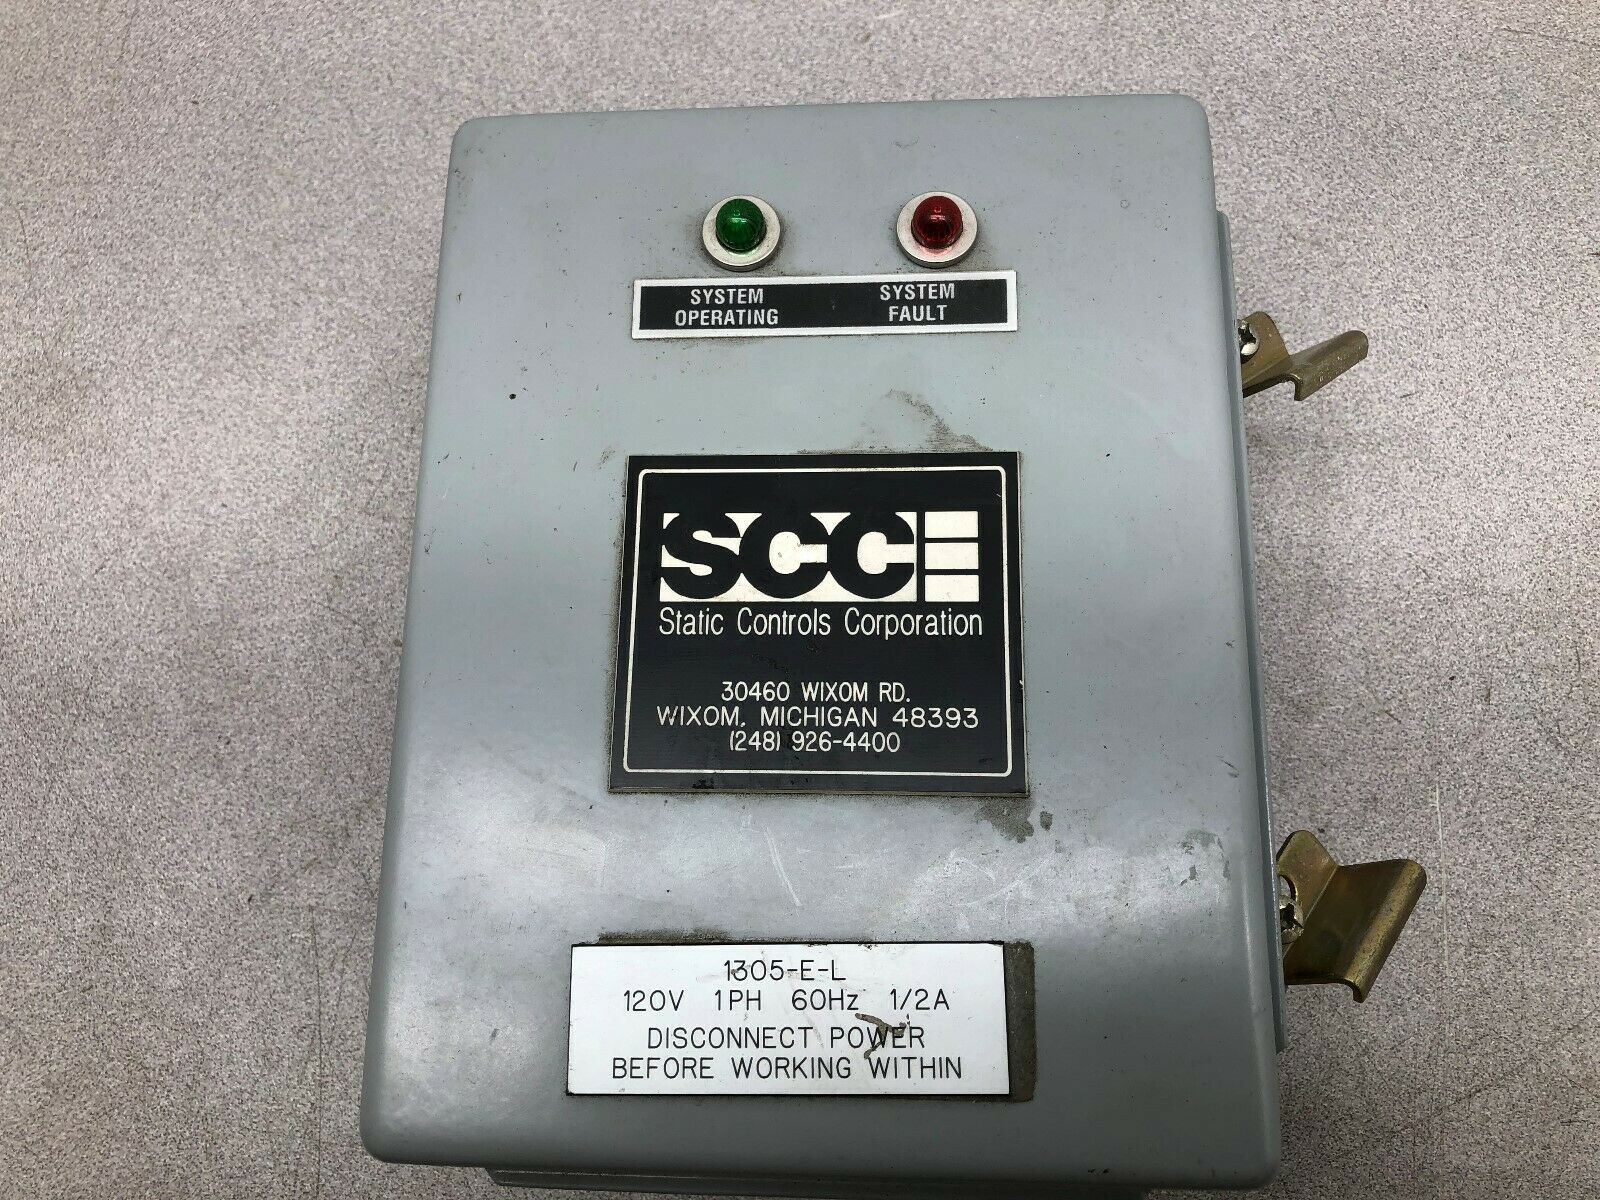 SYSTEM OPERATING
SYSTEM FAULT
SCC
Static Controls Corporation
30460 WIXOM RD.
WIXOM, MICHIGAN 48393
(248) 926-4400
1305-E-L
120V 1PH 60Hz 1/2A
DISCONNECT POWER
BEFORE WORKING WITHIN